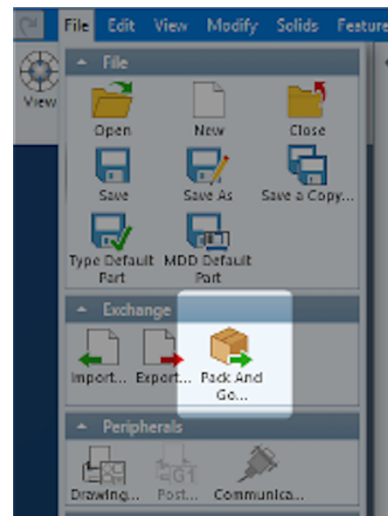 File Edit View Modify Solids Feature
View
File
Open New Close
Save Save As Save a Copy...
Type Default MDD Default
Part Part
Exchange
Import... Export... Pack And
Go...
Peripherals
G1
Drawing... Post... Communica...